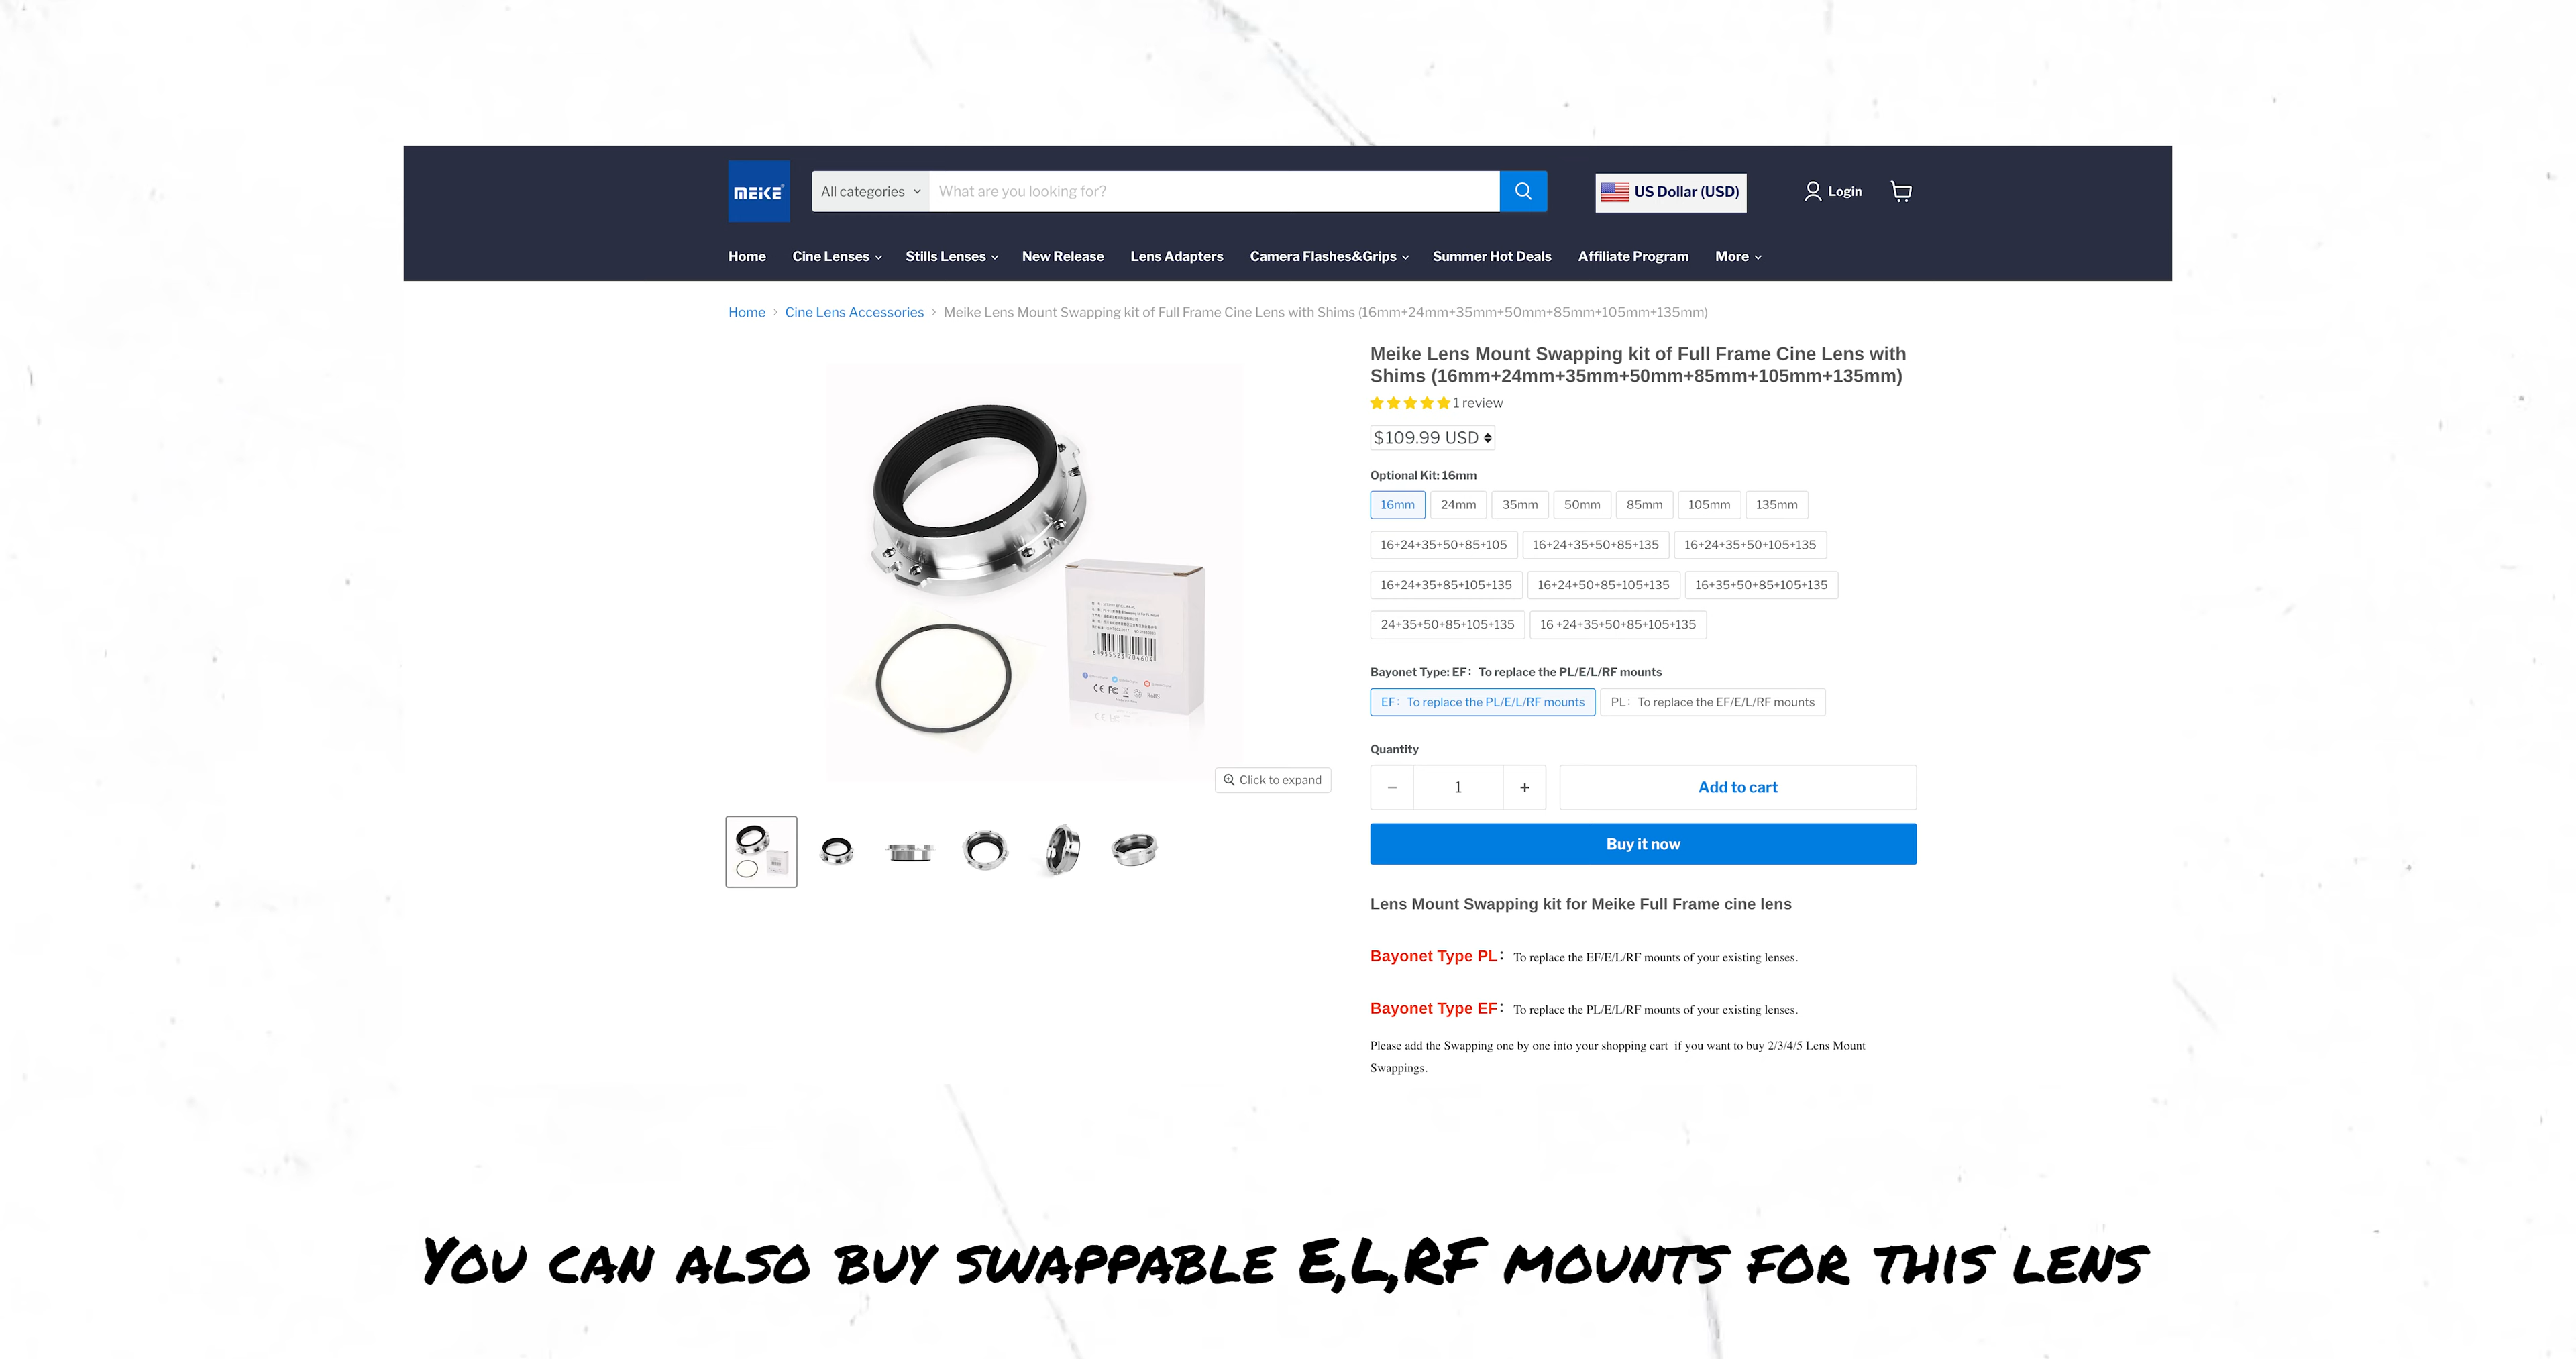 MEiKE
All categories
What are you looking for?
US Dollar (USD)
Login
Home
Cine Lenses
Stills Lenses
New Release
Lens Adapters
Camera Flashes&Grips
Summer Hot Deals
Affiliate Program
More
Home > Cine Lens Accessories > Meike Lens Mount Swapping kit of Full Frame Cine Lens with Shims (16mm+24mm+35mm+50mm+85mm+105mm+135mm)
6 955523 704604
CE FC RoHS
Click to expand
Meike Lens Mount Swapping kit of Full Frame Cine Lens with
Shims (16mm+24mm+35mm+50mm+85mm+105mm+135mm)
1 review
$109.99 USD
Optional Kit: 16mm
16mm 24mm 35mm 50mm 85mm 105mm 135mm
16+24+35+50+85+105 16+24+35+50+85+135 16+24+35+50+105+135
16+24+35+85+105+135 16+24+50+85+105+135 16+35+50+85+105+135
24+35+50+85+105+135 16 +24+35+50+85+105+135
Bayonet Type: EF： To replace the PL/E/L/RF mounts
EF： To replace the PL/E/L/RF mounts PL： To replace the EF/E/L/RF mounts
Quantity
− 1 +
Add to cart
Buy it now
Lens Mount Swapping kit for Meike Full Frame cine lens
Bayonet Type PL： To replace the EF/E/L/RF mounts of your existing lenses.
Bayonet Type EF： To replace the PL/E/L/RF mounts of your existing lenses.
Please add the Swapping one by one into your shopping cart if you want to buy 2/3/4/5 Lens Mount
Swappings.
You can also buy swappable E,L,RF mounts for this lens